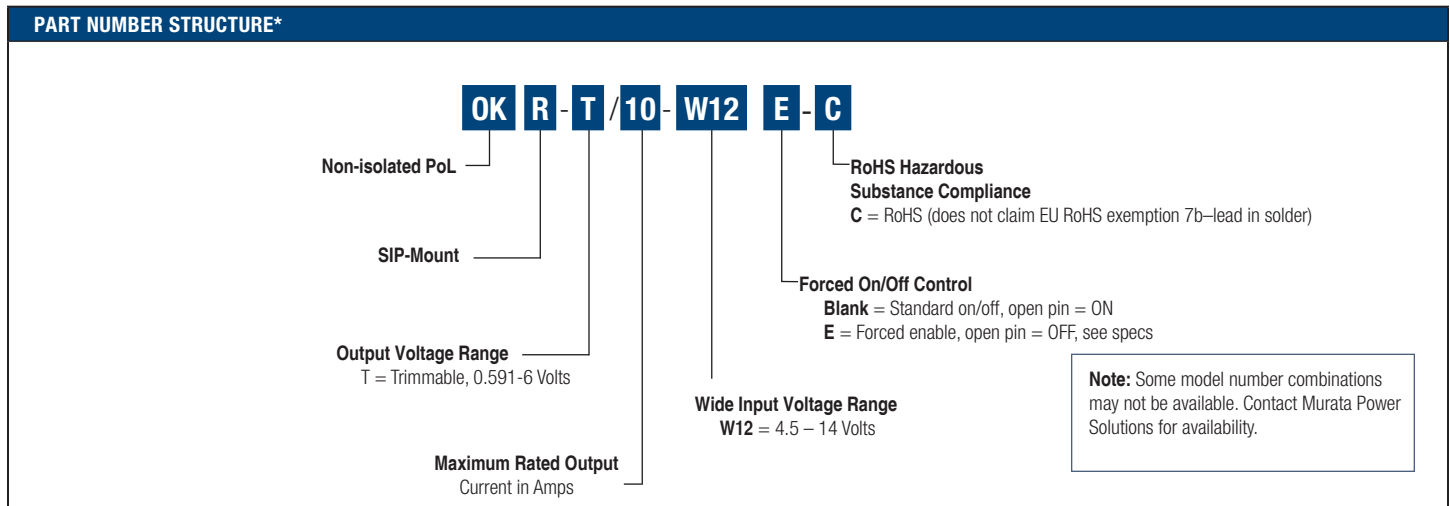 PART NUMBER STRUCTURE*
OK R - T / 10 - W12 E - C
Non-isolated PoL
RoHS Hazardous
Substance Compliance
C = RoHS (does not claim EU RoHS exemption 7b–lead in solder)
SIP-Mount
Forced On/Off Control
Blank = Standard on/off, open pin = ON
E = Forced enable, open pin = OFF, see specs
Output Voltage Range
T = Trimmable, 0.591-6 Volts
Wide Input Voltage Range
W12 = 4.5 – 14 Volts
Note: Some model number combinations
may not be available. Contact Murata Power
Solutions for availability.
Maximum Rated Output
Current in Amps